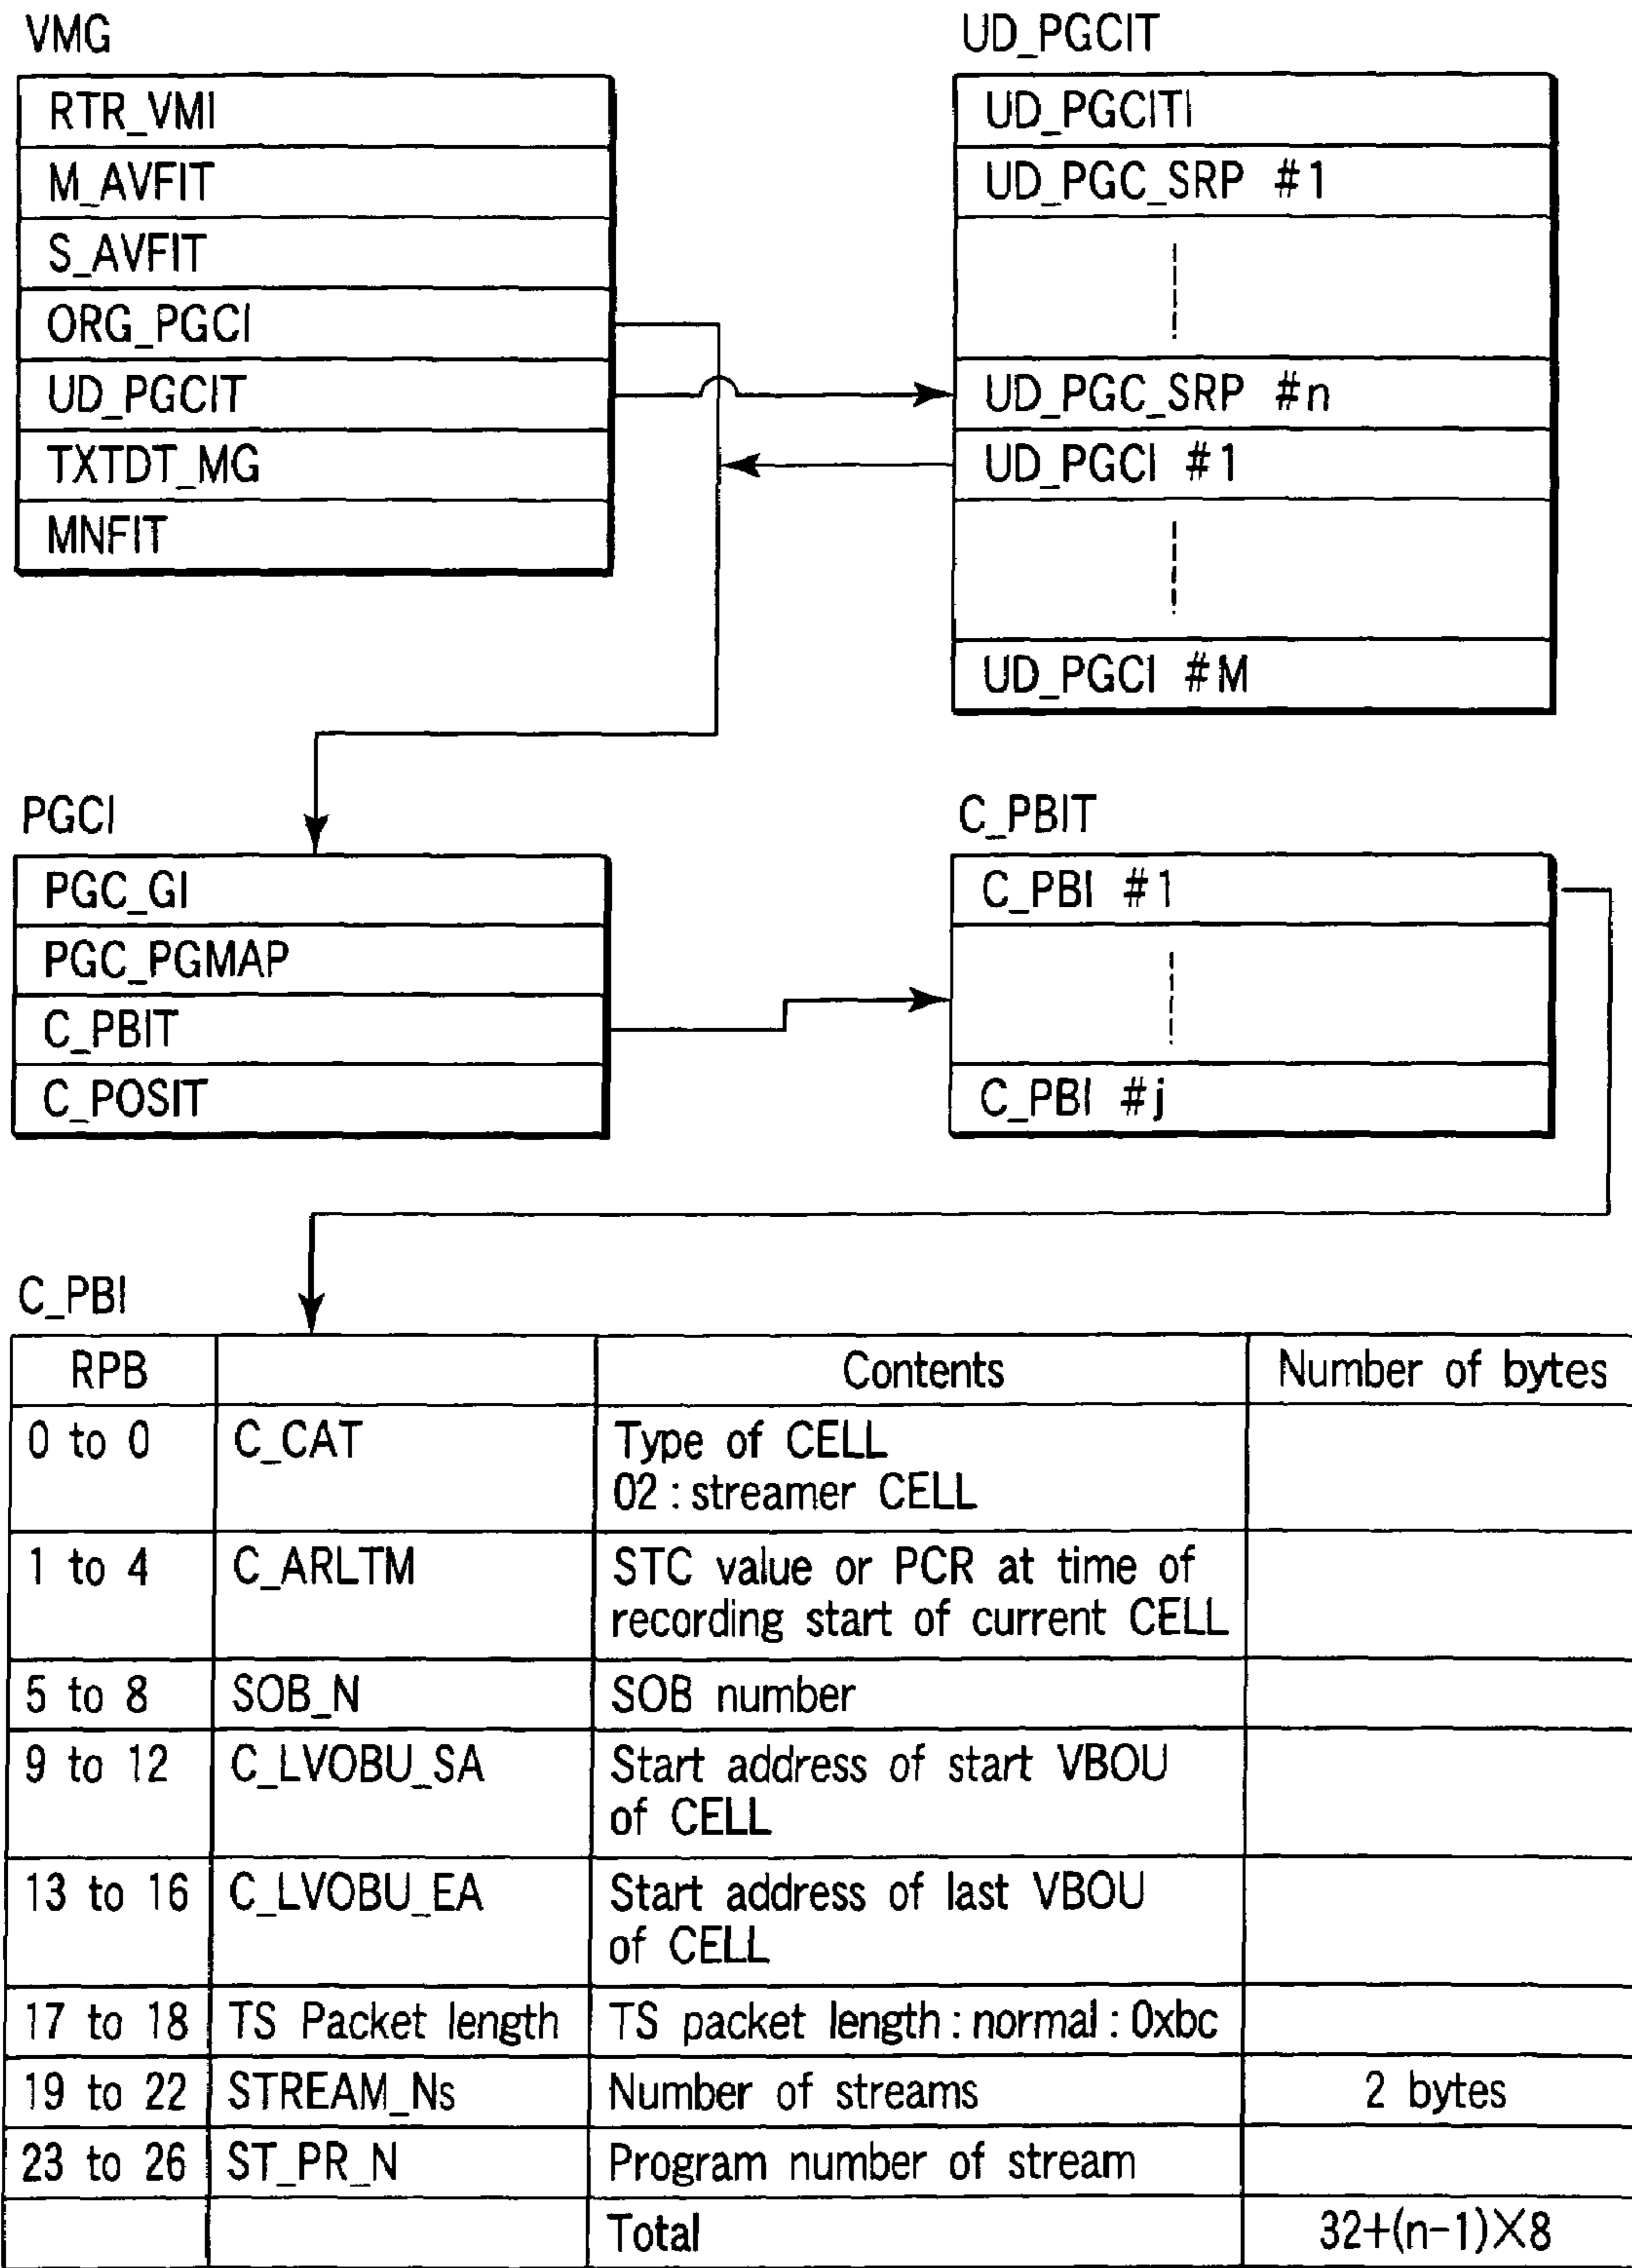 VMG
RTR_VMI
M_AVFIT
S_AVFIT
ORG_PGCI
UD_PGCIT
TXTDT_MG
MNFIT
UD_PGCIT
UD_PGCITI
UD_PGC_SRP #1
UD_PGC_SRP #n
UD_PGCI #1
UD_PGCI #M
PGCI
PGC_GI
PGC_PGMAP
C_PBIT
C_POSIT
C_PBIT
C_PBI #1
C_PBI #j
C_PBI
RPB Contents Number of bytes
0 to 0 C_CAT Type of CELL
02 : streamer CELL
1 to 4 C_ARLTM STC value or PCR at time of
recording start of current CELL
5 to 8 SOB_N SOB number
9 to 12 C_LVOBU_SA Start address of start VBOU
of CELL
13 to 16 C_LVOBU_EA Start address of last VBOU
of CELL
17 to 18 TS Packet length TS packet length : normal : 0xbc
19 to 22 STREAM_Ns Number of streams 2 bytes
23 to 26 ST_PR_N Program number of stream
Total 32+(n-1)×8